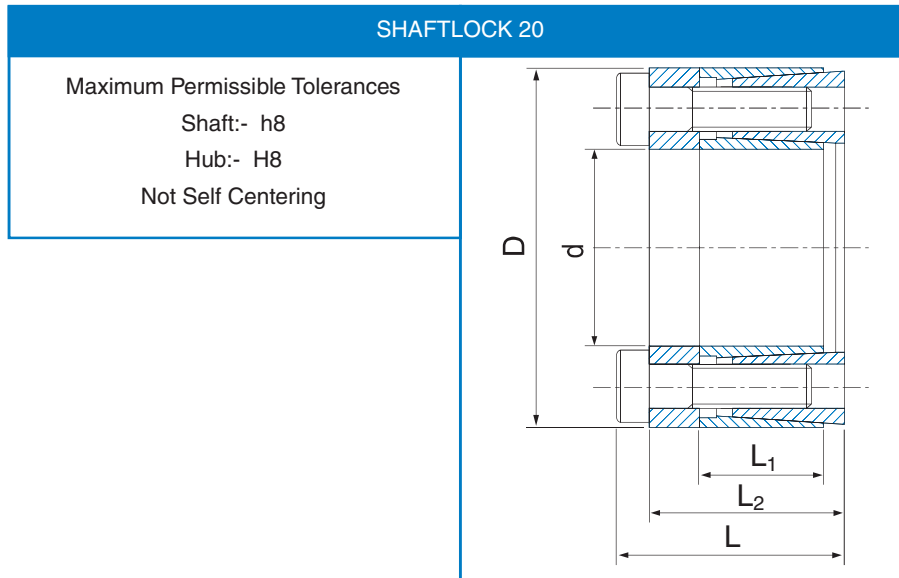 SHAFTLOCK 20
Maximum Permissible Tolerances
Shaft:- h8
Hub:- H8
Not Self Centering
D
d
L₁
L₂
L